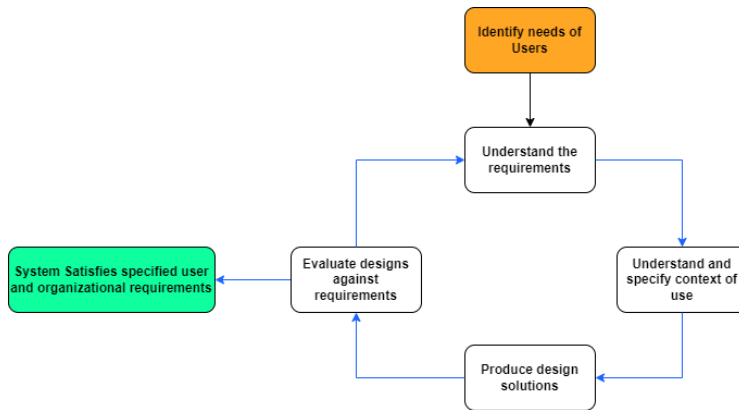 Identify needs of
Users
Understand the
requirements
System Satisfies specified user
and organizational requirements
Evaluate designs
against
requirements
Understand and
specify context of
use
Produce design
solutions